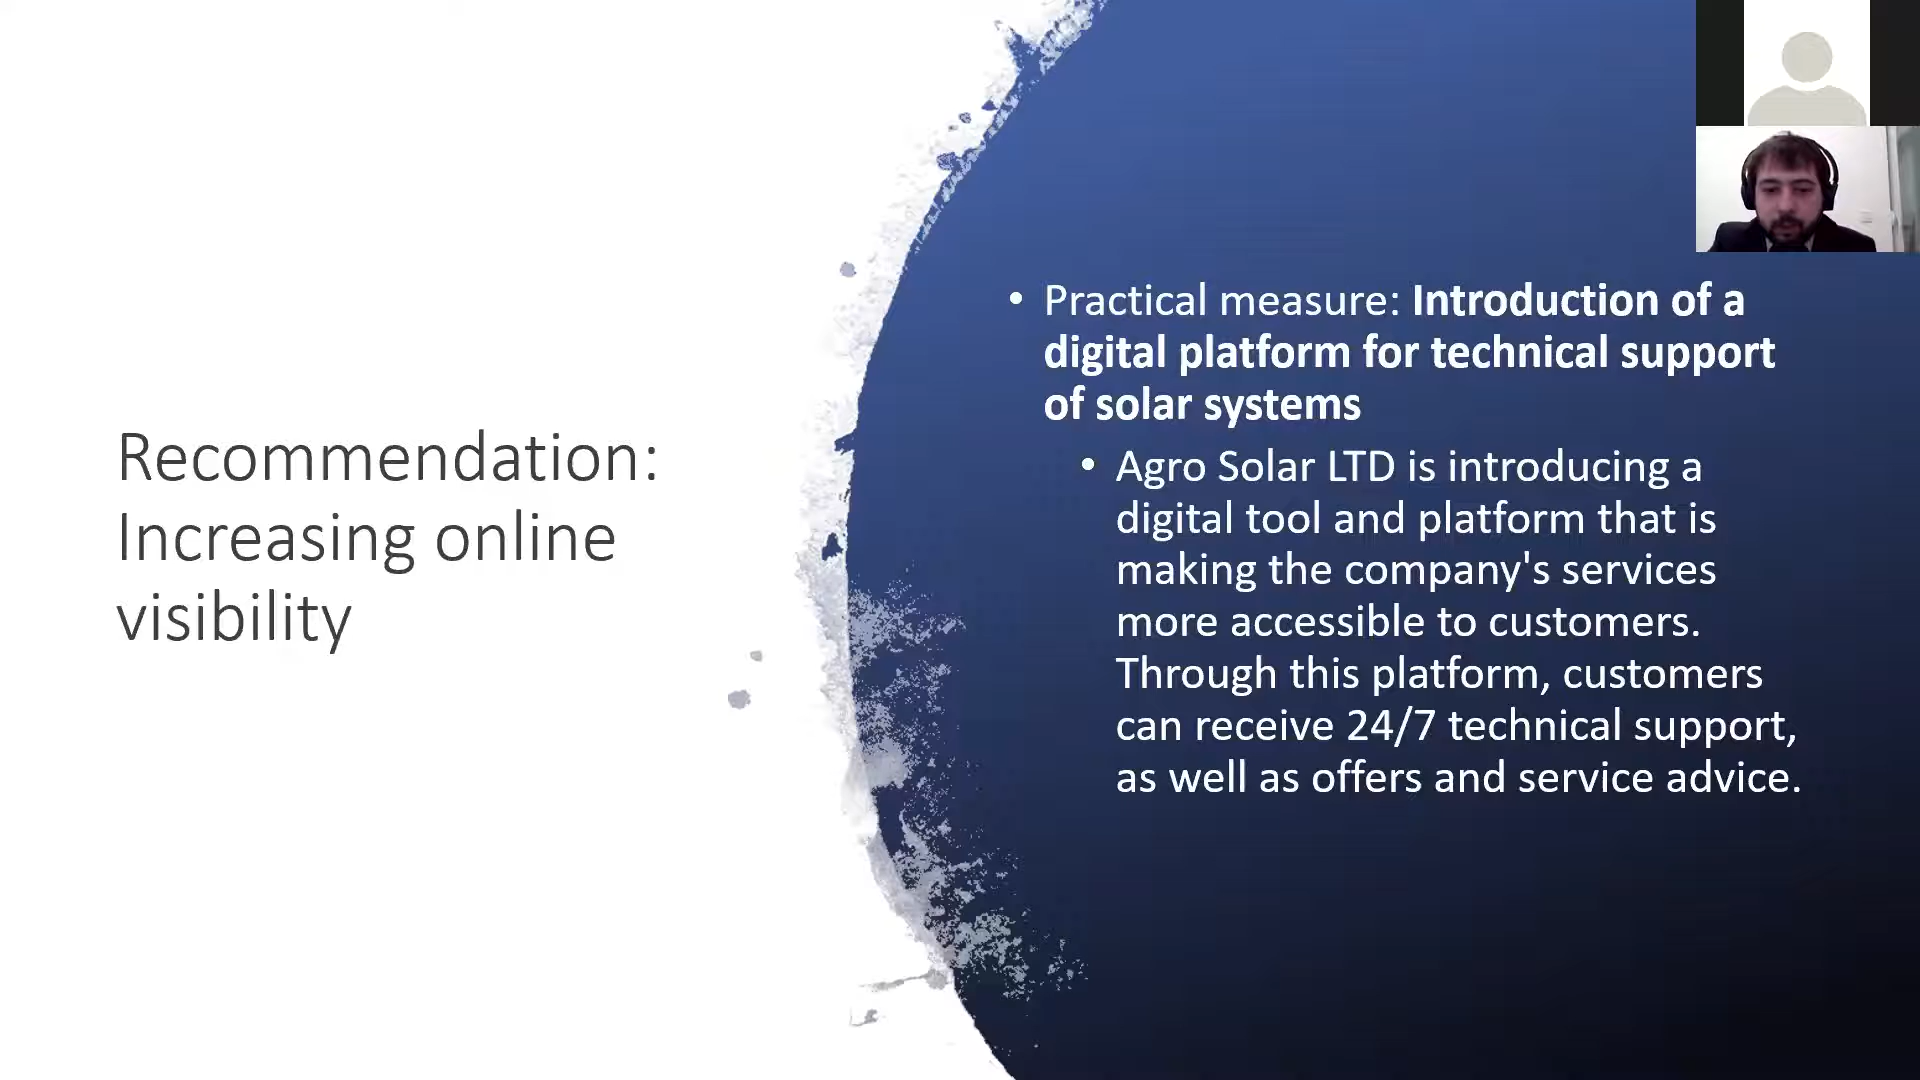 Recommendation:
Increasing online
visibility
• Practical measure: Introduction of a
digital platform for technical support
of solar systems
• Agro Solar LTD is introducing a
digital tool and platform that is
making the company's services
more accessible to customers.
Through this platform, customers
can receive 24/7 technical support,
as well as offers and service advice.